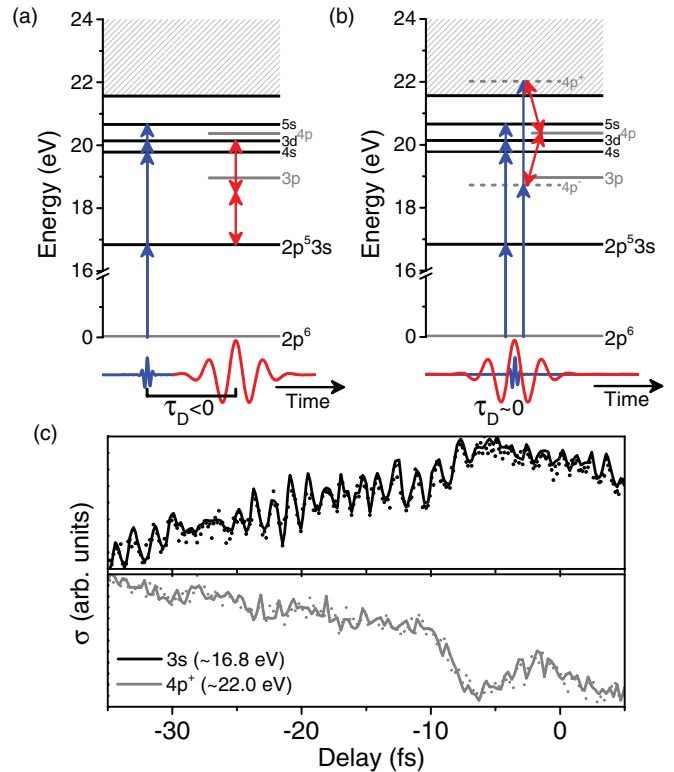 (a)
(b)
24
22
20
18
16
0
Energy (eV)
5s
4p
3d
4s
3p
2p⁵3s
2p⁶
τD<0
Time
24
22
20
18
16
0
Energy (eV)
4p⁺
5s
4p
3d
4s
3p
4p⁻
2p⁵3s
2p⁶
τD~0
Time
(c)
σ (arb. units)
3s (~16.8 eV)
4p⁺ (~22.0 eV)
-30 -20 -10 0
Delay (fs)